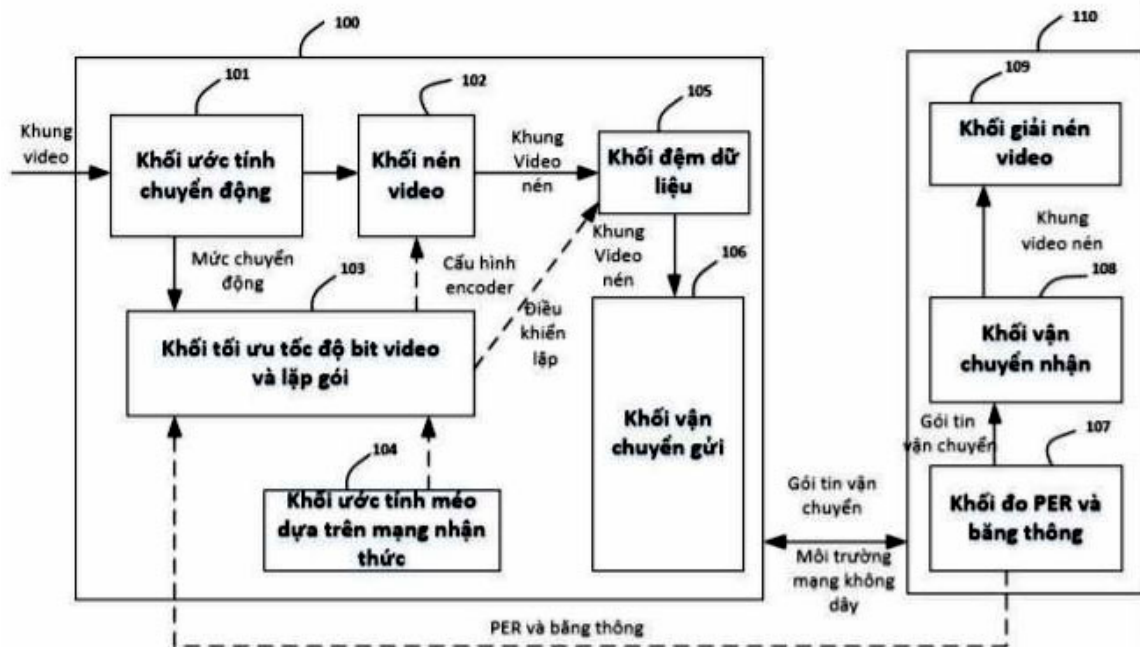 100
101
Khung
video
Khối ước tính
chuyển động
102
Khối nén
video
Khung
Video
nén
105
Khối đệm dữ
liệu
Mức chuyển
động
103
Cấu hình
encoder
Điều
khiển
lặp
Khung
Video
nén
106
Khối tối ưu tốc độ bit video
và lặp gói
104
Khối ước tính méo
dựa trên mạng nhận
thức
Khối vận
chuyển gửi
Gói tin vận
chuyển
Môi trường
mạng không
dây
110
109
Khối giải nén
video
Khung
video nén
108
Khối vận
chuyển nhận
Gói tin
vận chuyển
107
Khối đo PER và
băng thông
PER và băng thông